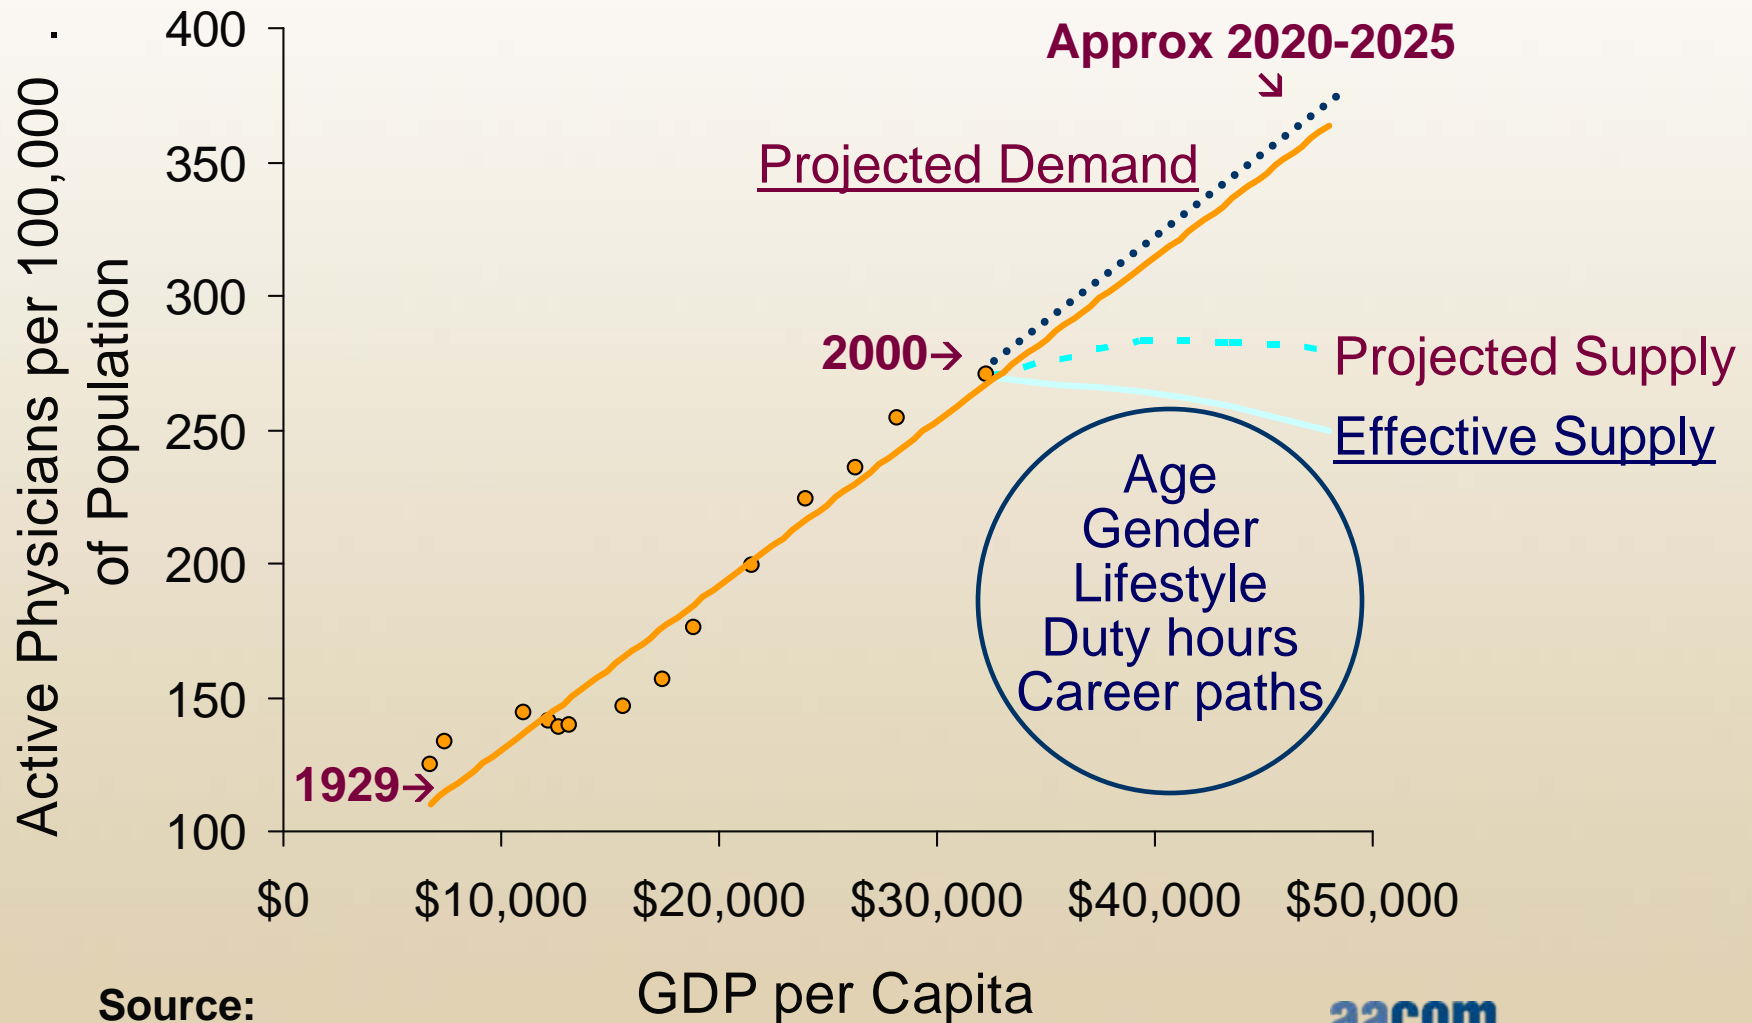 Active Physicians per 100,000 .
of Population
400
350
300
250
200
150
100
Approx 2020-2025
Projected Demand
2000→
Projected Supply
Effective Supply
Age
Gender
Lifestyle
Duty hours
Career paths
1929→
$0 $10,000 $20,000 $30,000 $40,000 $50,000
GDP per Capita
Source:
aacom